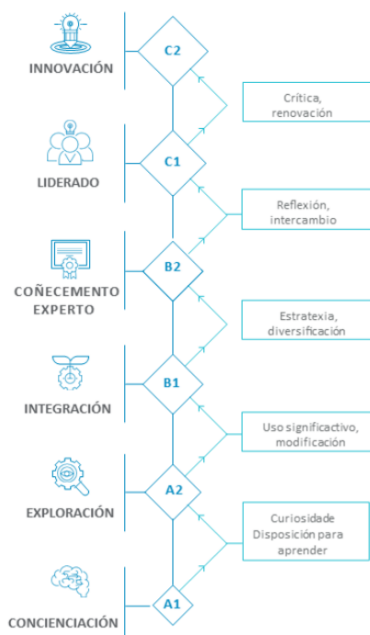 C2
INNOVACIÓN
Crítica,
renovación
C1
LIDERADO
Reflexión,
intercambio
B2
COÑECEMENTO
EXPERTO
Estratexia,
diversificación
B1
INTEGRACIÓN
Uso significactivo,
modificación
A2
EXPLORACIÓN
Curiosidade
Disposición para
aprender
A1
CONCIENCIACIÓN